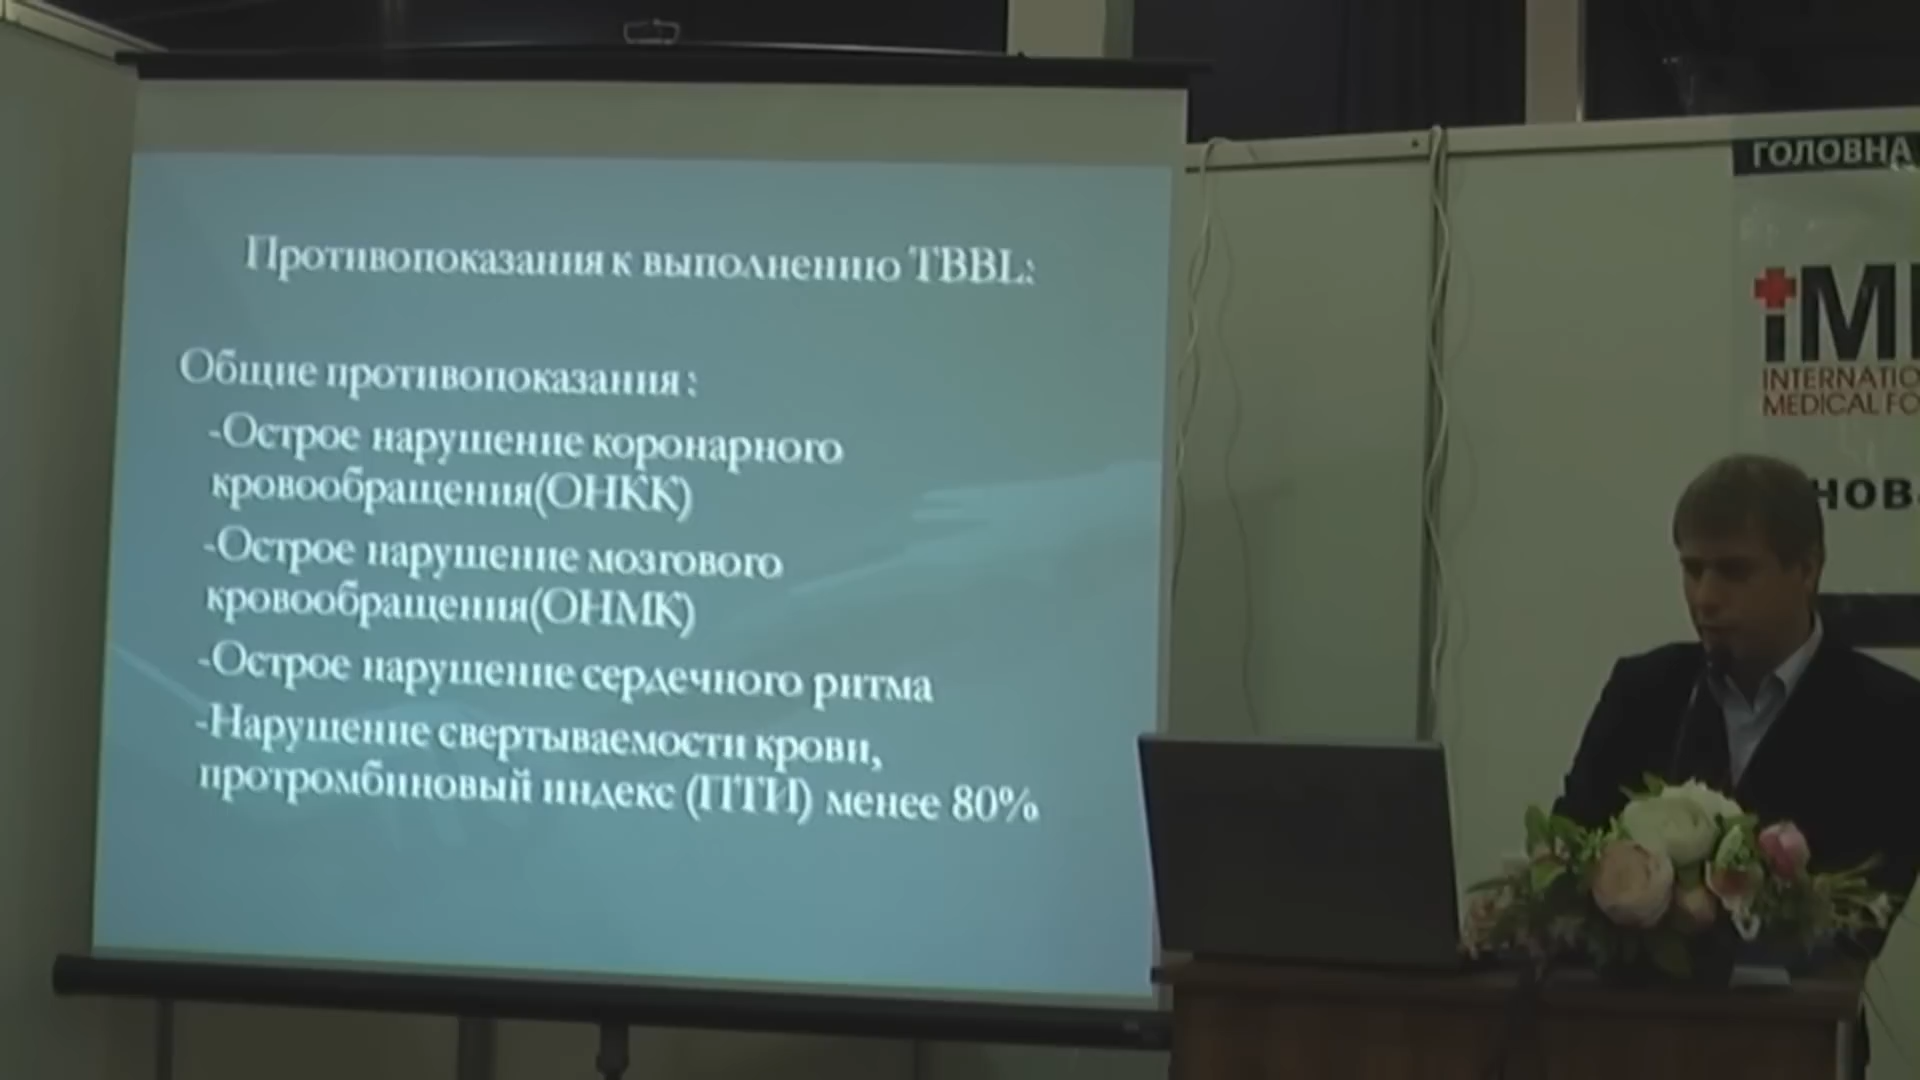 Противопоказания к выполнению TBBL:
Общие противопоказания :
-Острое нарушение коронарного
кровообращения(ОНКК)
-Острое нарушение мозгового
кровообращения(ОНМК)
-Острое нарушение сердечного ритма
-Нарушение свертываемости крови,
протромбиновый индекс (ПТИ) менее 80%
ГОЛОВНА
iM
INTERNATIO
MEDICAL FO
нов